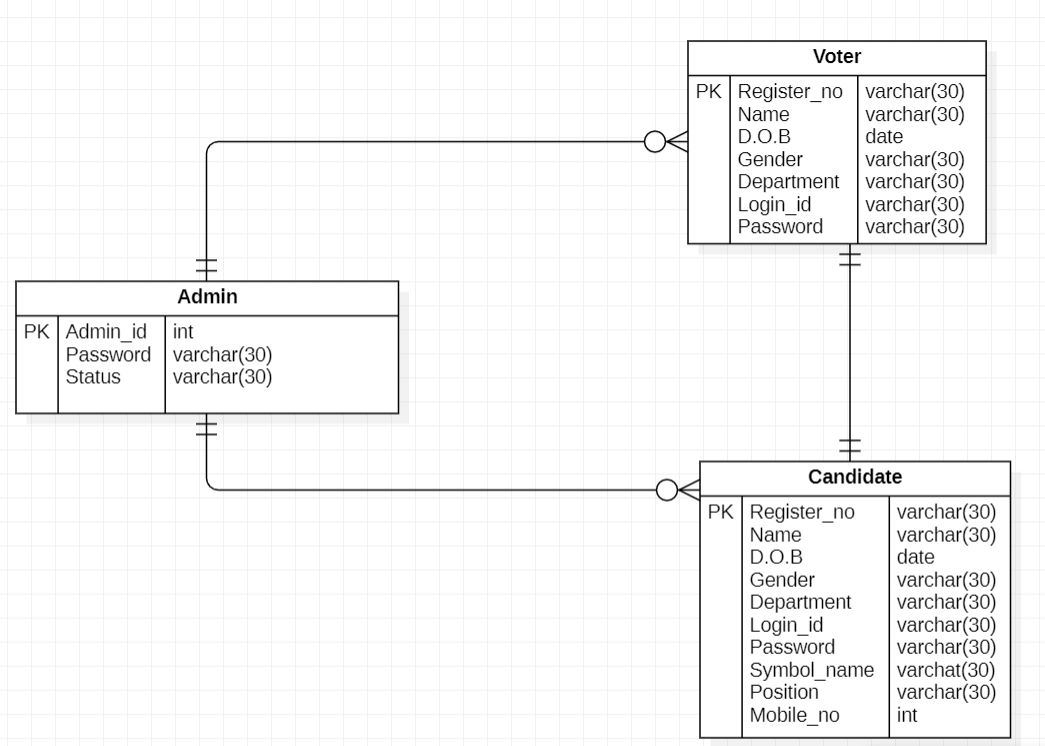 Voter
PK Register_no varchar(30)
Name varchar(30)
D.O.B date
Gender varchar(30)
Department varchar(30)
Login_id varchar(30)
Password varchar(30)
Admin
PK Admin_id int
Password varchar(30)
Status varchar(30)
Candidate
PK Register_no varchar(30)
Name varchar(30)
D.O.B date
Gender varchar(30)
Department varchar(30)
Login_id varchar(30)
Password varchar(30)
Symbol_name varchat(30)
Position varchar(30)
Mobile_no int